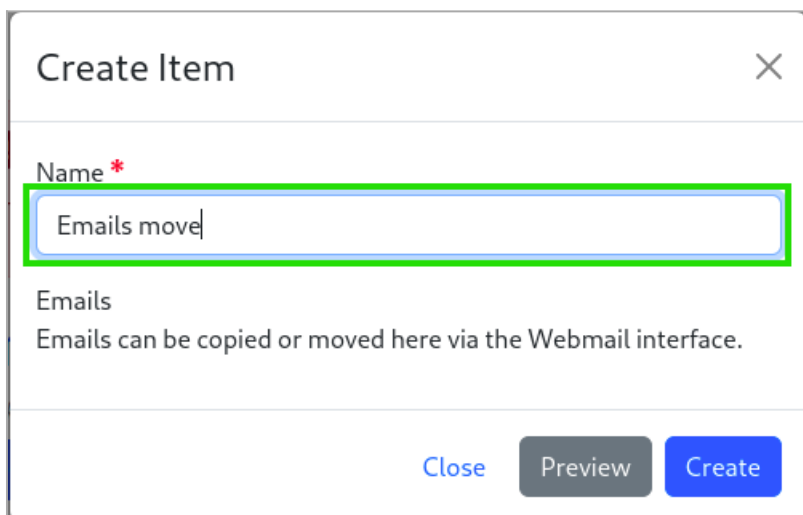 Create Item
Name *
Emails move
Emails
Emails can be copied or moved here via the Webmail interface.
Close Preview Create